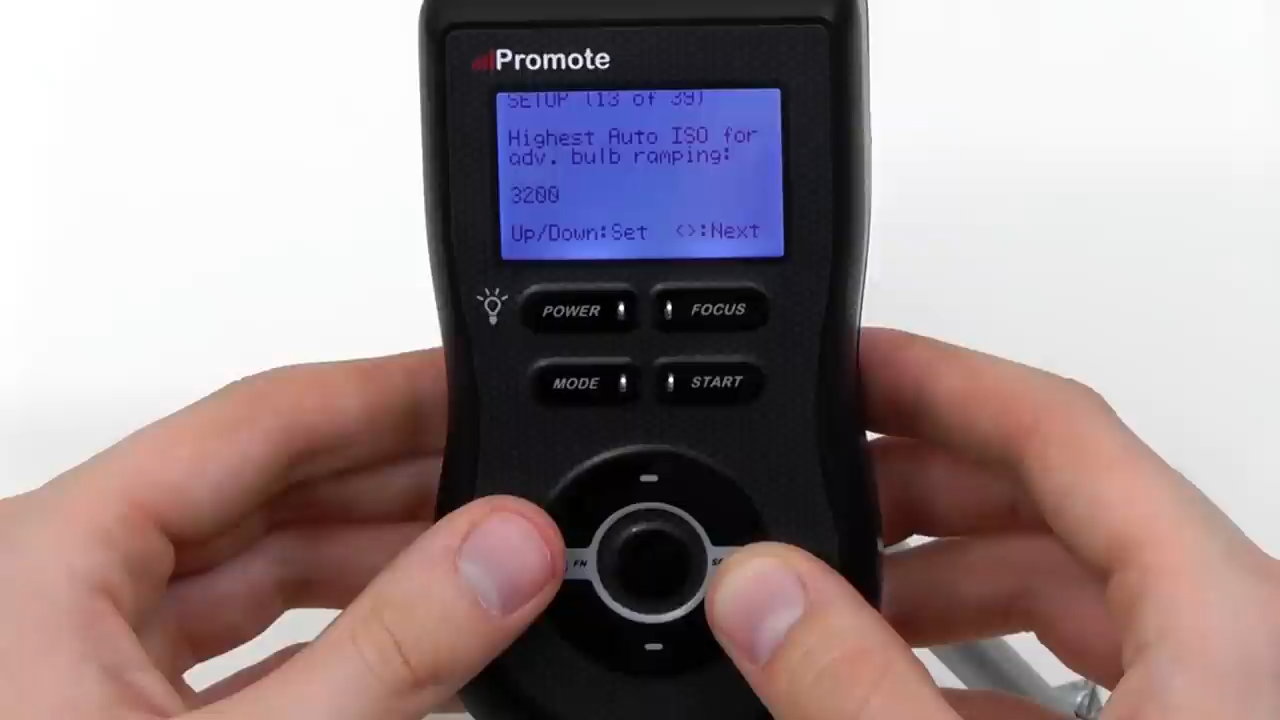 Promote
SETUP (13 of 39)
Highest Auto ISO for
adv. bulb ramping:
3200
Up/Down:Set <>:Next
POWER
FOCUS
MODE
START
FN